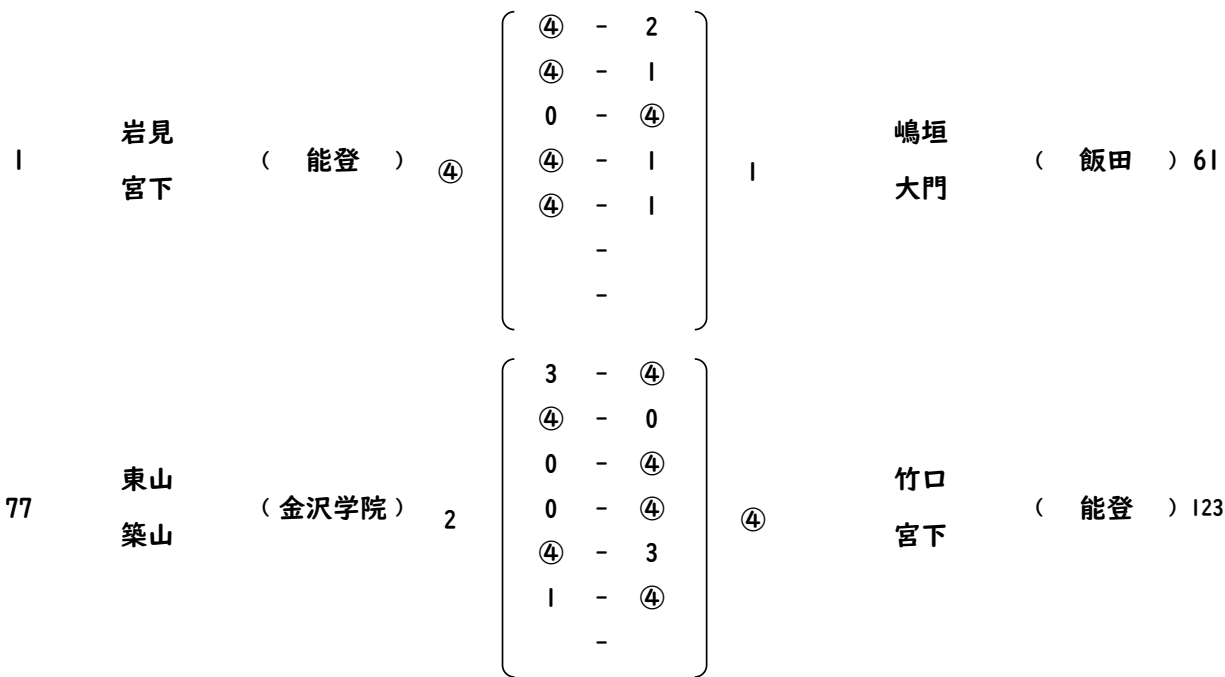 ④ - 2
④ - 1
0 - ④
岩見 嶋垣
1 ( 能登 ) ④ ④ - 1 1 ( 飯田 ) 61
宮下 大門
④ - 1
-
-
3 - ④
④ - 0
0 - ④
東山 竹口
77 ( 金沢学院 ) 2 0 - ④ ④ ( 能登 ) 123
築山 宮下
④ - 3
1 - ④
-